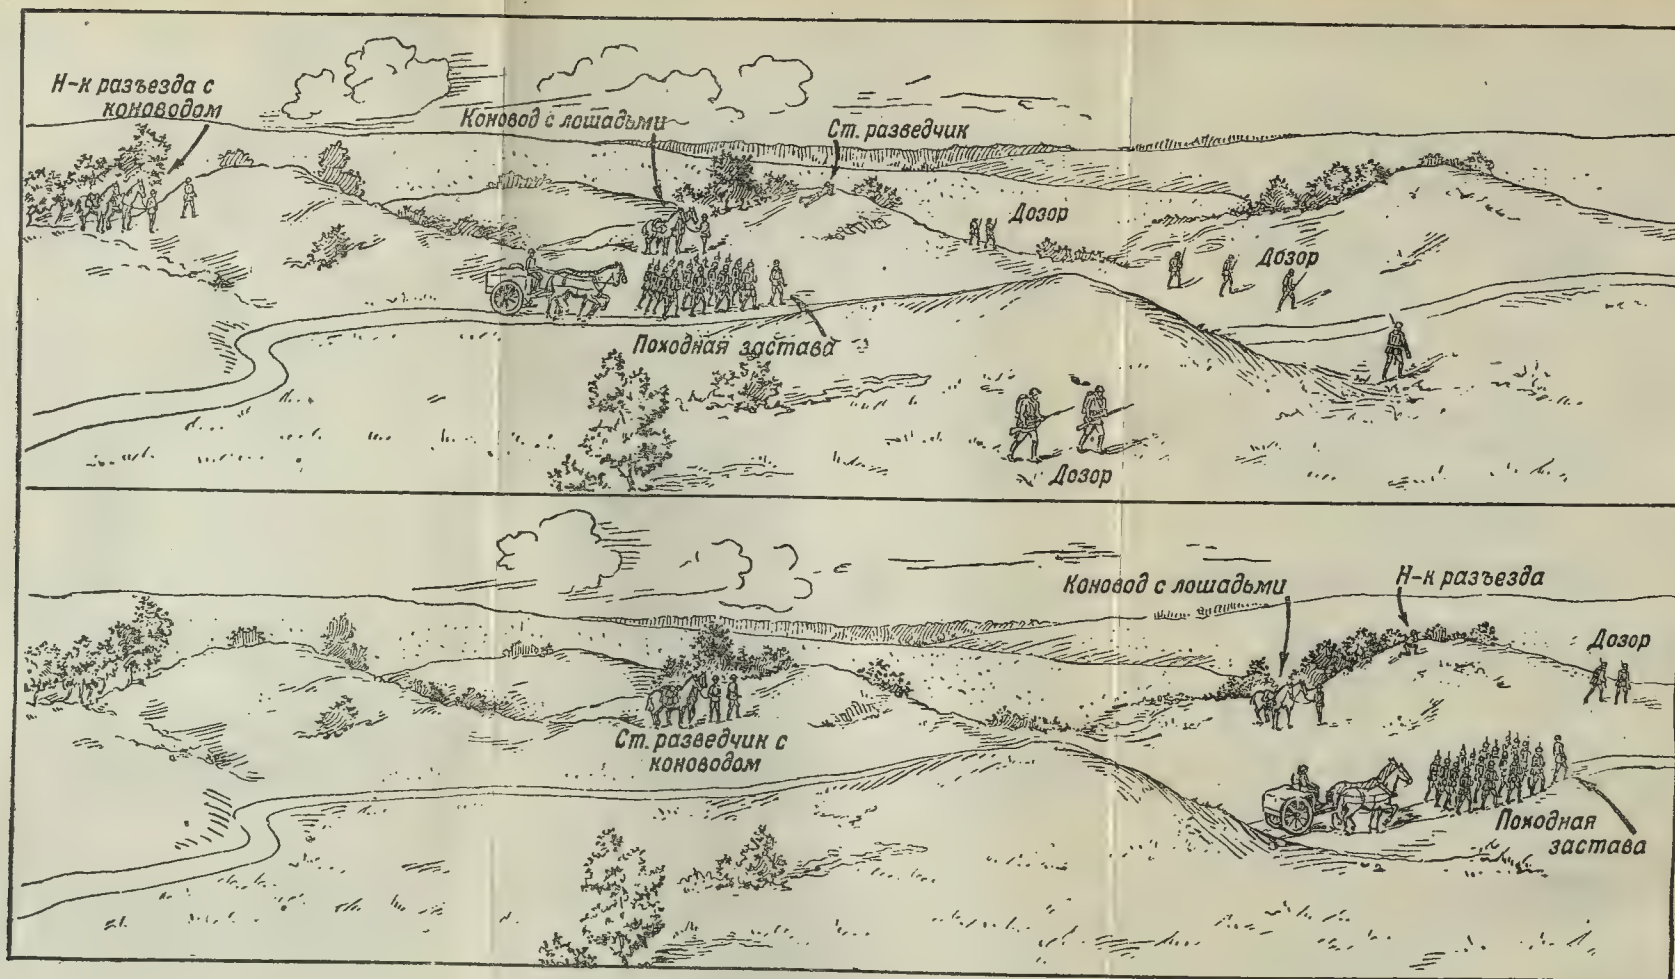 Н-к разъезда с
коноводом
Коновод с лошадьми
Ст. разведчик
Дозор
Дозор
Походная застава
Дозор
Коновод с лошадьми
Н-к разъезда
Дозор
Ст. разведчик с
коноводом
Походная
застава